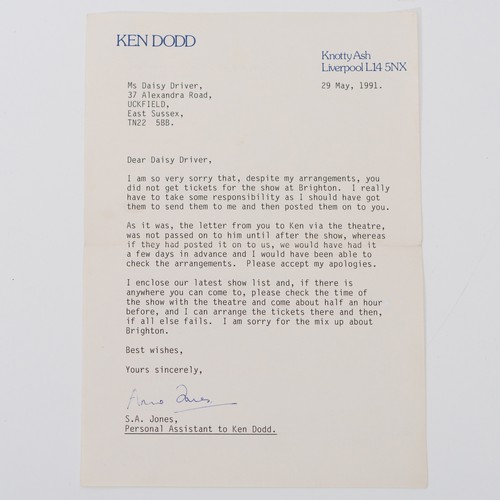 KEN DODD
Knotty Ash
Liverpool L14 5NX
Ms Daisy Driver,
37 Alexandra Road,
UCKFIELD,
East Sussex,
TN22 5BB.
29 May, 1991.
Dear Daisy Driver,
I am so very sorry that, despite my arrangements, you
did not get tickets for the show at Brighton. I really
have to take some responsibility as I should have got
them to send them to me and then posted them on to you.
As it was, the letter from you to Ken via the theatre,
was not passed on to him until after the show, whereas
if they had posted it on to us, we would have had it
a few days in advance and I would have been able to
check the arrangements. Please accept my apologies.
I enclose our latest show list and, if there is
anywhere you can come to, please check the time of
the show with the theatre and come about half an hour
before, and I can arrange the tickets there and then,
if all else fails. I am sorry for the mix up about
Brighton.
Best wishes,
Yours sincerely,
Jones
S.A. Jones,
Personal Assistant to Ken Dodd.